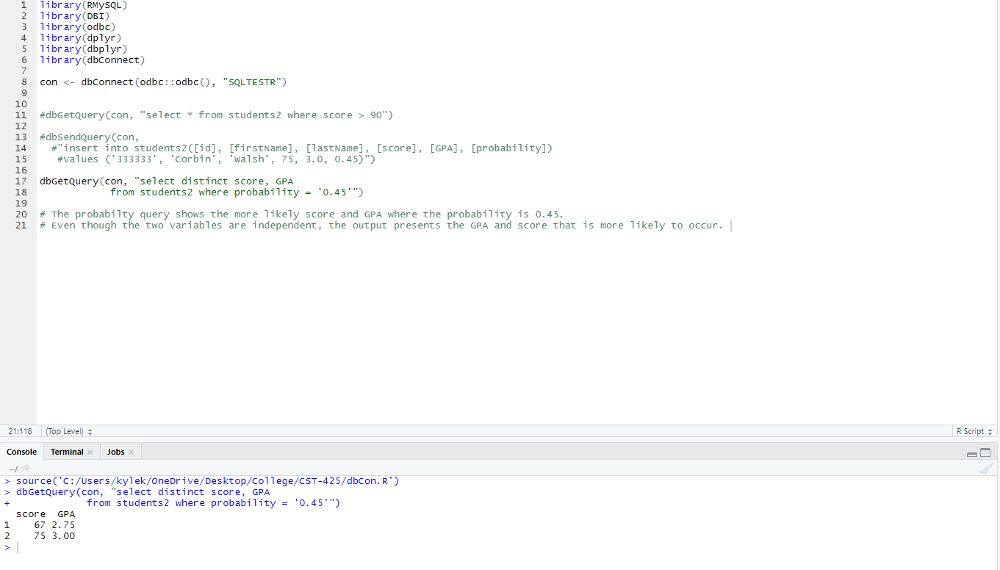 1 library(RMySQL)
2 library(DBI)
3 library(odbc)
4 library(dplyr)
5 library(dbplyr)
6 library(dbConnect)
7
8 con <- dbConnect(odbc::odbc(), "SQLTESTR")
9
10
11 #dbGetQuery(con, "select * from students2 where score > 90")
12
13 #dbSendQuery(con,
14 #"insert into students2([id], [firstName], [lastName], [score], [GPA], [probability])
15 #values ('333333', 'Corbin', 'Walsh', 75, 3.0, 0.45)")
16
17 dbGetQuery(con, "select distinct score, GPA
18 from students2 where probability = '0.45'")
19
20 # The probabilty query shows the more likely score and GPA where the probability is 0.45.
21 # Even though the two variables are independent, the output presents the GPA and score that is more likely to occur.
21:118 (Top Level) R Script
Console Terminal Jobs
~/
> source('C:/Users/kylek/OneDrive/Desktop/College/CST-425/dbCon.R')
> dbGetQuery(con, "select distinct score, GPA
+ from students2 where probability = '0.45'")
score GPA
1 67 2.75
2 75 3.00
>